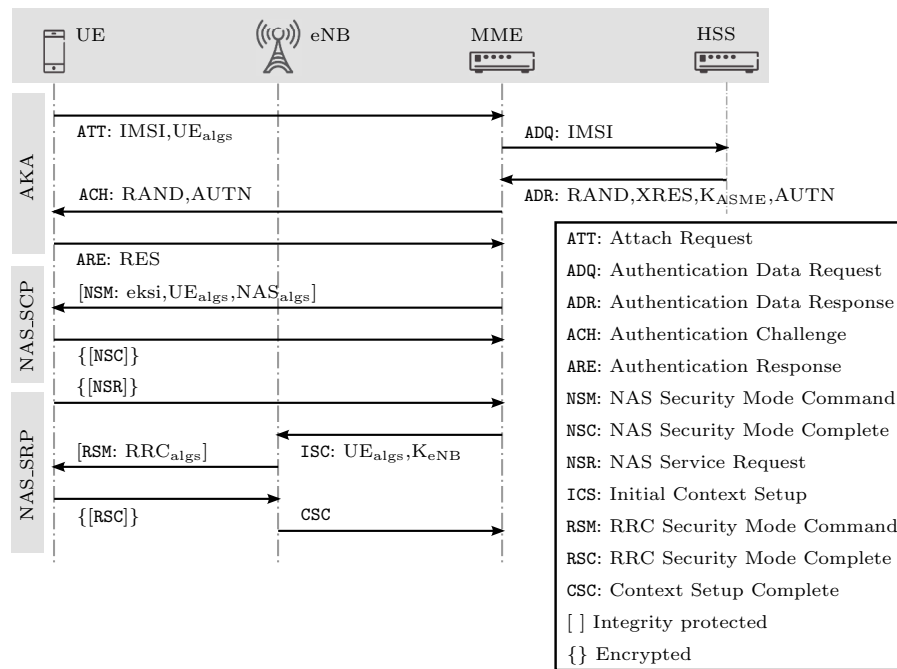 UE
eNB
MME
HSS
AKA
ATT: IMSI,UEalgs
ADQ: IMSI
ACH: RAND,AUTN
ADR: RAND,XRES,KASME,AUTN
ARE: RES
NAS_SCP
[NSM: eksi,UEalgs,NASalgs]
{[NSC]}
{[NSR]}
NAS_SRP
[RSM: RRCalgs]
ISC: UEalgs,KeNB
{[RSC]}
CSC
ATT: Attach Request
ADQ: Authentication Data Request
ADR: Authentication Data Response
ACH: Authentication Challenge
ARE: Authentication Response
NSM: NAS Security Mode Command
NSC: NAS Security Mode Complete
NSR: NAS Service Request
ICS: Initial Context Setup
RSM: RRC Security Mode Command
RSC: RRC Security Mode Complete
CSC: Context Setup Complete
[ ] Integrity protected
{} Encrypted